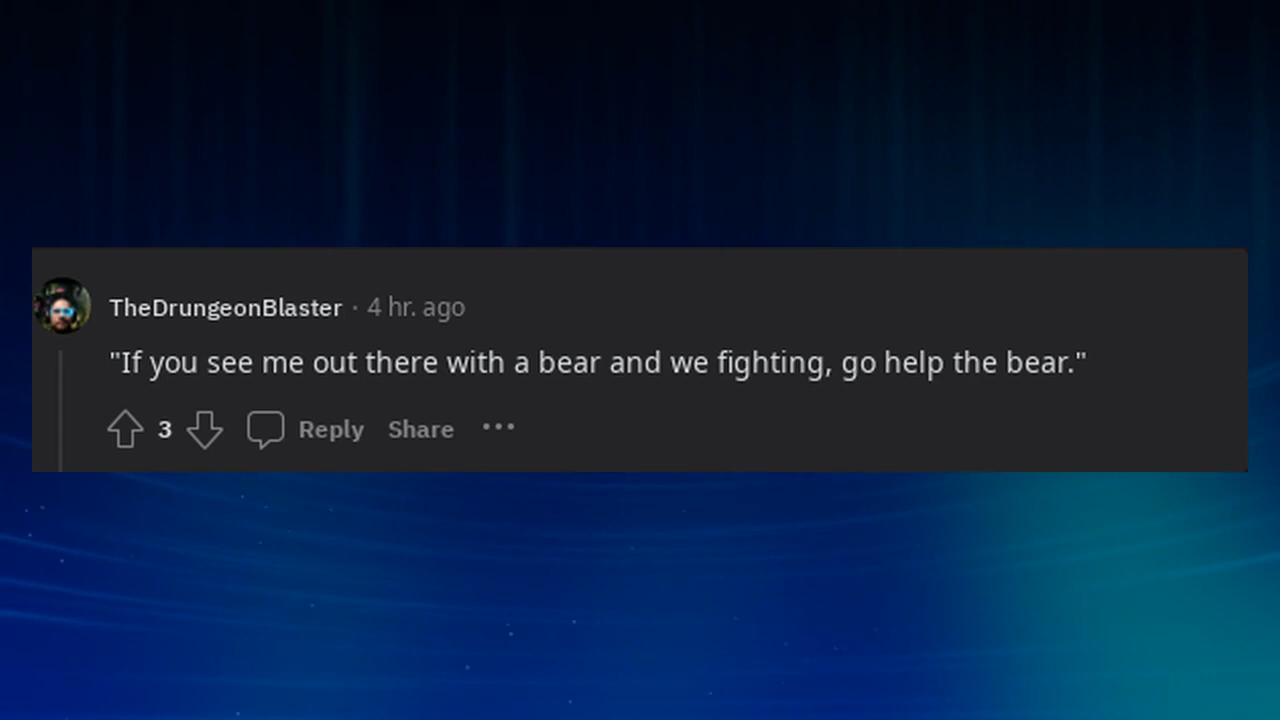 TheDrungeonBlaster · 4 hr. ago
"If you see me out there with a bear and we fighting, go help the bear."
3 Reply Share ···